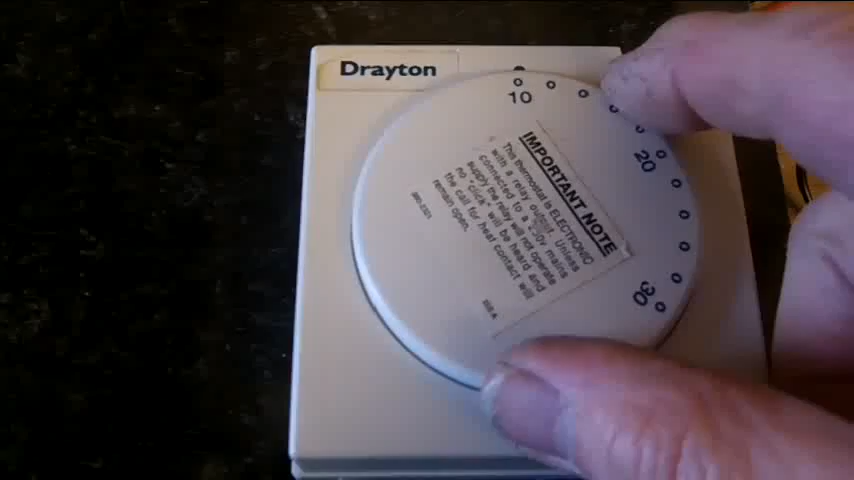 Drayton
10
20
30
IMPORTANT NOTE
This thermostat is ELECTRONIC
with a relay output. Unless
connected to a 230v mains
supply the relay will not operate
no "click" will be heard and
the call for heat contact will
remain open.